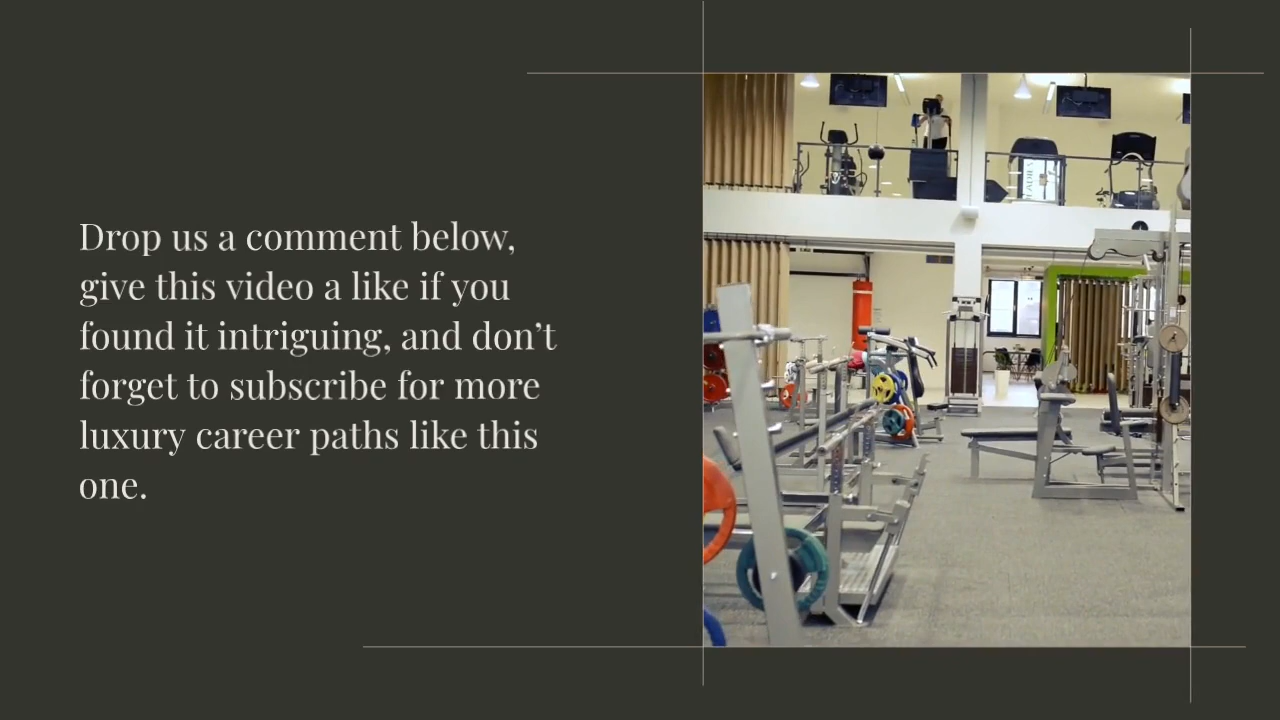 Drop us a comment below,
give this video a like if you
found it intriguing, and don’t
forget to subscribe for more
luxury career paths like this
one.
LADIES